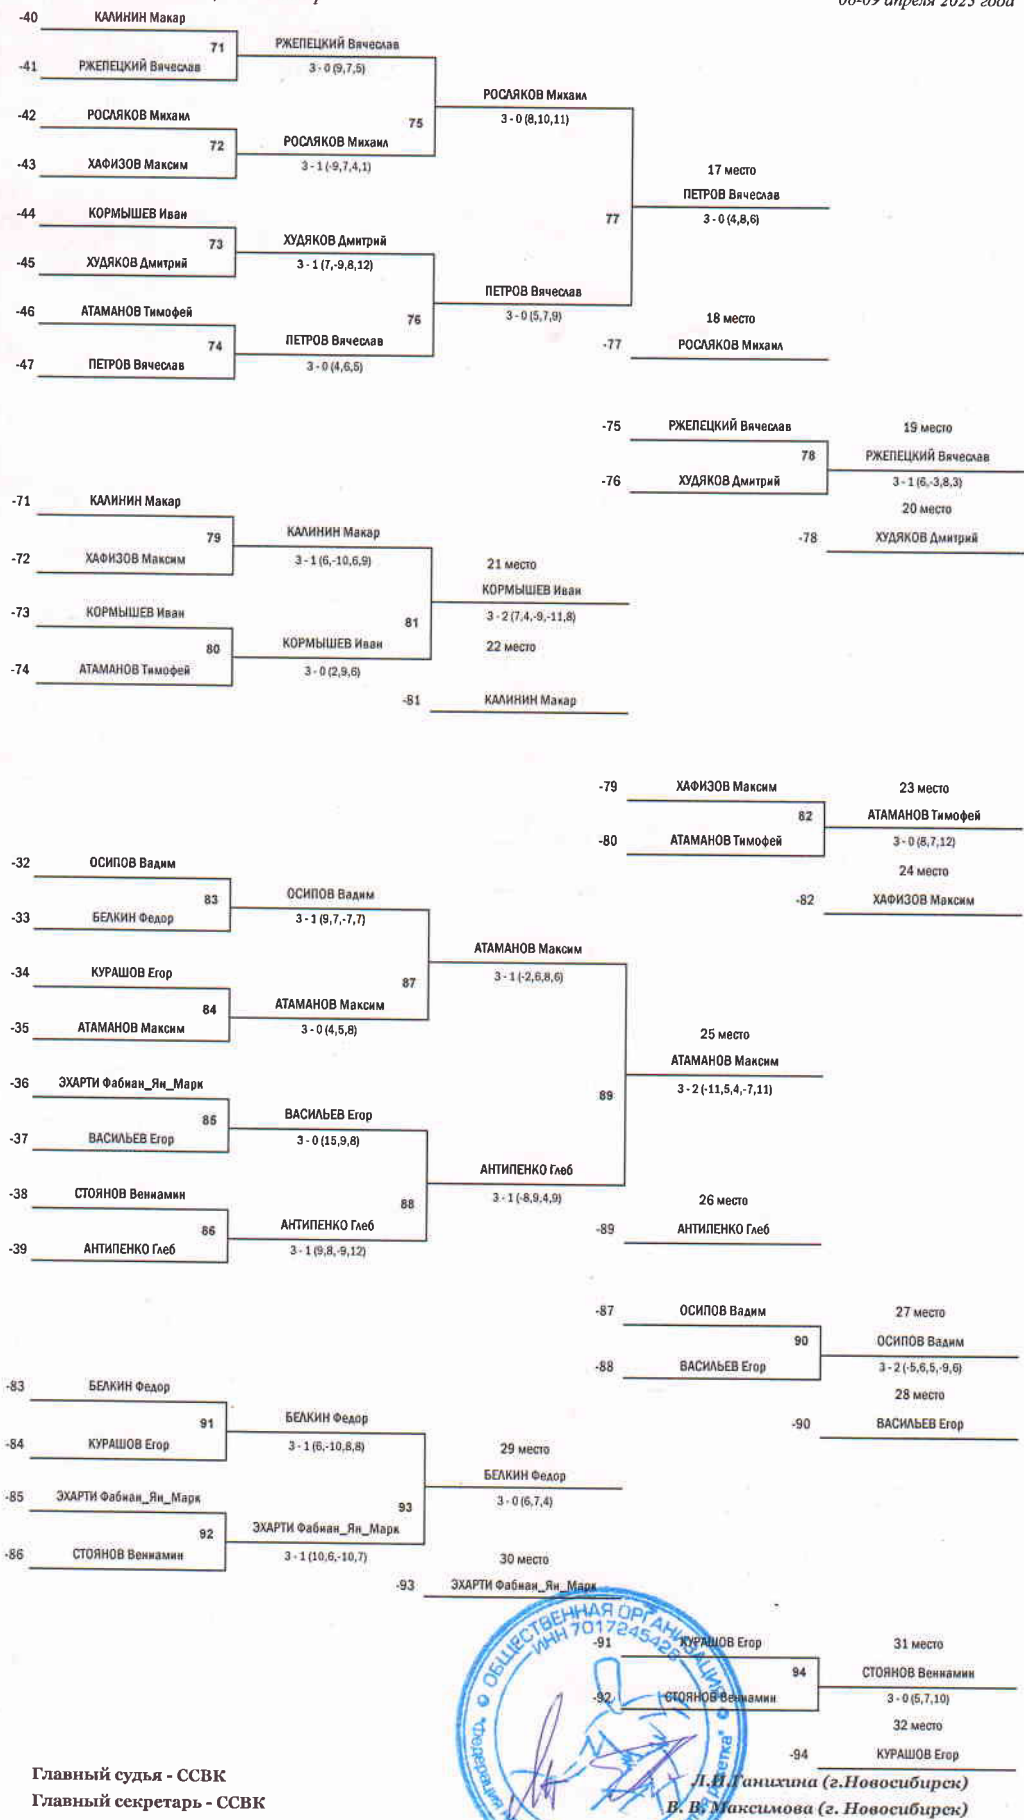 06-09 апреля 2023 года
-40 КАЛИНИН Макар
71 РЖЕПЕЦКИЙ Вячеслав
-41 РЖЕПЕЦКИЙ Вячеслав 3 - 0 (9,7,5)
РОСЛЯКОВ Михаил
-42 РОСЛЯКОВ Михаил 75 3 - 0 (8,10,11)
72 РОСЛЯКОВ Михаил
-43 ХАФИЗОВ Максим 3 - 1 (-9,7,4,1) 17 место
ПЕТРОВ Вячеслав
-44 КОРМЫШЕВ Иван 77 3 - 0 (4,8,6)
73 ХУДЯКОВ Дмитрий
-45 ХУДЯКОВ Дмитрий 3 - 1 (7,-9,8,12)
ПЕТРОВ Вячеслав
-46 АТАМАНОВ Тимофей 76 3 - 0 (5,7,9) 18 место
74 ПЕТРОВ Вячеслав -77 РОСЛЯКОВ Михаил
-47 ПЕТРОВ Вячеслав 3 - 0 (4,6,5)
-75 РЖЕПЕЦКИЙ Вячеслав 19 место
78 РЖЕПЕЦКИЙ Вячеслав
-76 ХУДЯКОВ Дмитрий 3 - 1 (6,-3,8,3)
-71 КАЛИНИН Макар 20 место
79 КАЛИНИН Макар -78 ХУДЯКОВ Дмитрий
-72 ХАФИЗОВ Максим 3 - 1 (6,-10,6,9) 21 место
КОРМЫШЕВ Иван
-73 КОРМЫШЕВ Иван 81 3 - 2 (7,4,-9,-11,8)
80 КОРМЫШЕВ Иван 22 место
-74 АТАМАНОВ Тимофей 3 - 0 (2,9,6)
-81 КАЛИНИН Макар
-79 ХАФИЗОВ Максим 23 место
82 АТАМАНОВ Тимофей
-80 АТАМАНОВ Тимофей 3 - 0 (8,7,12)
-32 ОСИПОВ Вадим 24 место
83 ОСИПОВ Вадим -82 ХАФИЗОВ Максим
-33 БЕЛКИН Федор 3 - 1 (9,7,-7,7)
АТАМАНОВ Максим
-34 КУРАШОВ Егор 87 3 - 1 (-2,6,8,6)
84 АТАМАНОВ Максим
-35 АТАМАНОВ Максим 3 - 0 (4,5,8) 25 место
АТАМАНОВ Максим
-36 ЭХАРТИ Фабиан_Ян_Марк 89 3 - 2 (-11,5,4,-7,11)
85 ВАСИЛЬЕВ Егор
-37 ВАСИЛЬЕВ Егор 3 - 0 (15,9,8)
АНТИПЕНКО Глеб
-38 СТОЯНОВ Вениамин 88 3 - 1 (-8,9,4,9) 26 место
86 АНТИПЕНКО Глеб -89 АНТИПЕНКО Глеб
-39 АНТИПЕНКО Глеб 3 - 1 (9,8,-9,12)
-87 ОСИПОВ Вадим 27 место
90 ОСИПОВ Вадим
-88 ВАСИЛЬЕВ Егор 3 - 2 (-5,6,5,-9,6)
-83 БЕЛКИН Федор 28 место
91 БЕЛКИН Федор -90 ВАСИЛЬЕВ Егор
-84 КУРАШОВ Егор 3 - 1 (6,-10,8,8) 29 место
БЕЛКИН Федор
-85 ЭХАРТИ Фабиан_Ян_Марк 93 3 - 0 (6,7,4)
92 ЭХАРТИ Фабиан_Ян_Марк
-86 СТОЯНОВ Вениамин 3 - 1 (10,6,-10,7) 30 место
-93 ЭХАРТИ Фабиан_Ян_Марк
ОБЩЕСТВЕННАЯ ОРГАНИЗАЦИЯ
ИНН 7017245428
-91 КУРАШОВ Егор 31 место
94 СТОЯНОВ Вениамин
-92 СТОЯНОВ Вениамин 3 - 0 (5,7,10)
32 место
-94 КУРАШОВ Егор
Главный судья - ССВК Л.И.Ганихина (г.Новосибирск)
Главный секретарь - ССВК В. В. Максимова (г. Новосибирск)